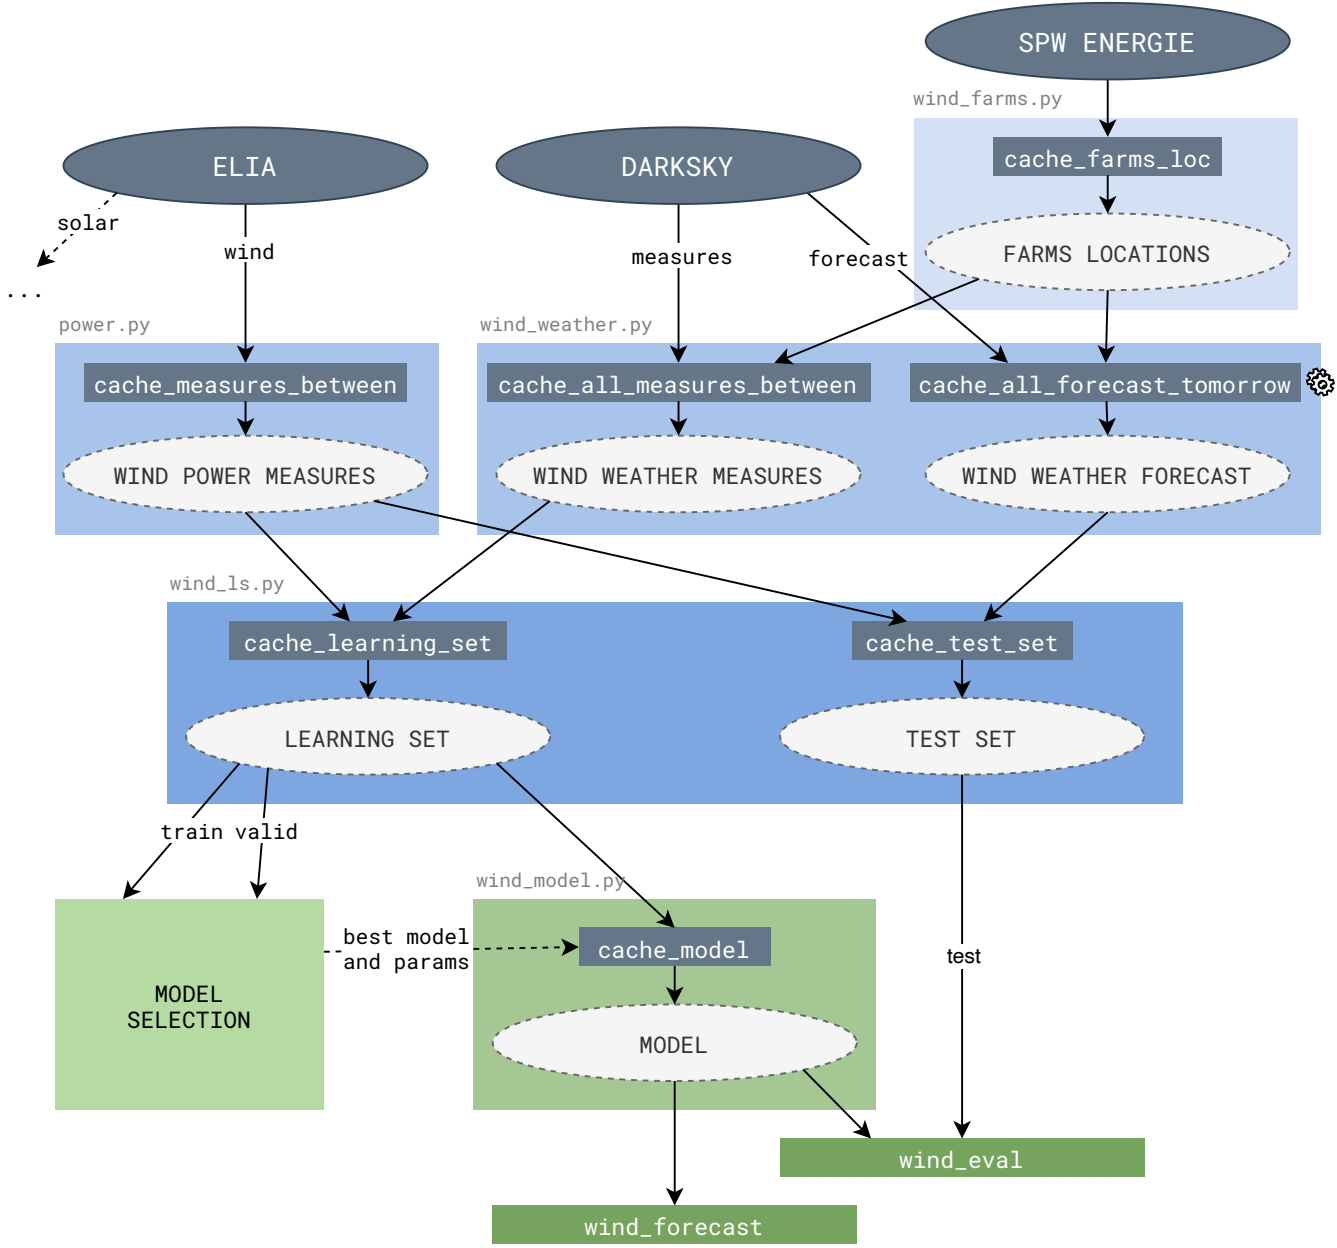 SPW ENERGIE
wind_farms.py
cache_farms_loc
ELIA
DARKSKY
solar
wind
measures
forecast
FARMS LOCATIONS
...
power.py
wind_weather.py
cache_measures_between
cache_all_measures_between
cache_all_forecast_tomorrow
WIND POWER MEASURES
WIND WEATHER MEASURES
WIND WEATHER FORECAST
wind_ls.py
cache_learning_set
cache_test_set
LEARNING SET
TEST SET
train
valid
wind_model.py
best model
and params
cache_model
test
MODEL
SELECTION
MODEL
wind_eval
wind_forecast